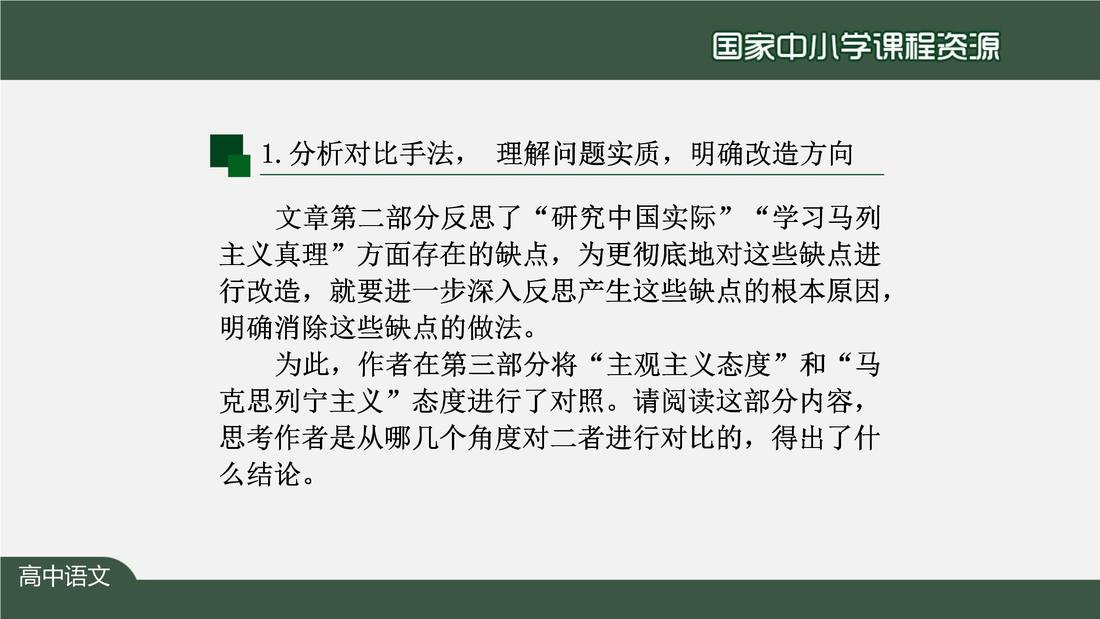 国家中小学课程资源
1.分析对比手法， 理解问题实质，明确改造方向
文章第二部分反思了“研究中国实际”“学习马列
主义真理”方面存在的缺点，为更彻底地对这些缺点进
行改造，就要进一步深入反思产生这些缺点的根本原因，
明确消除这些缺点的做法。
为此，作者在第三部分将“主观主义态度”和“马
克思列宁主义”态度进行了对照。请阅读这部分内容，
思考作者是从哪几个角度对二者进行对比的，得出了什
么结论。
高中语文